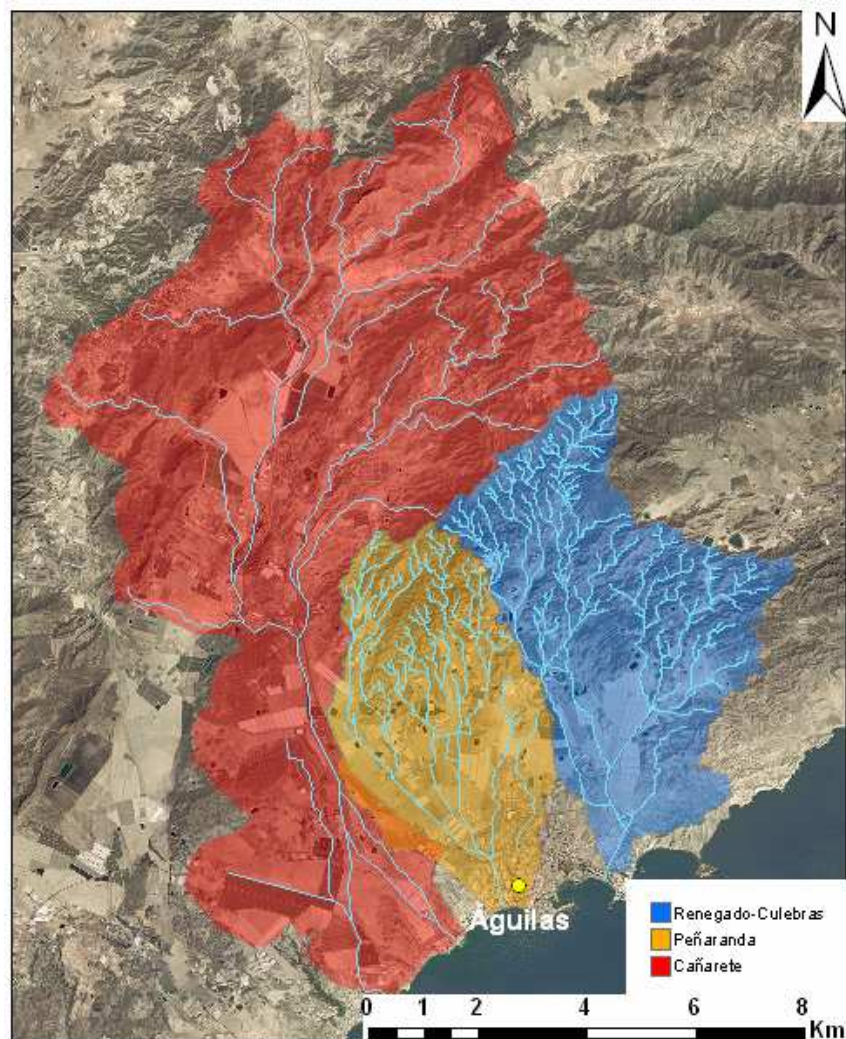 N
Águilas
Renegado-Culebras
Peñaranda
Cañarete
0 1 2 4 6 8
Km